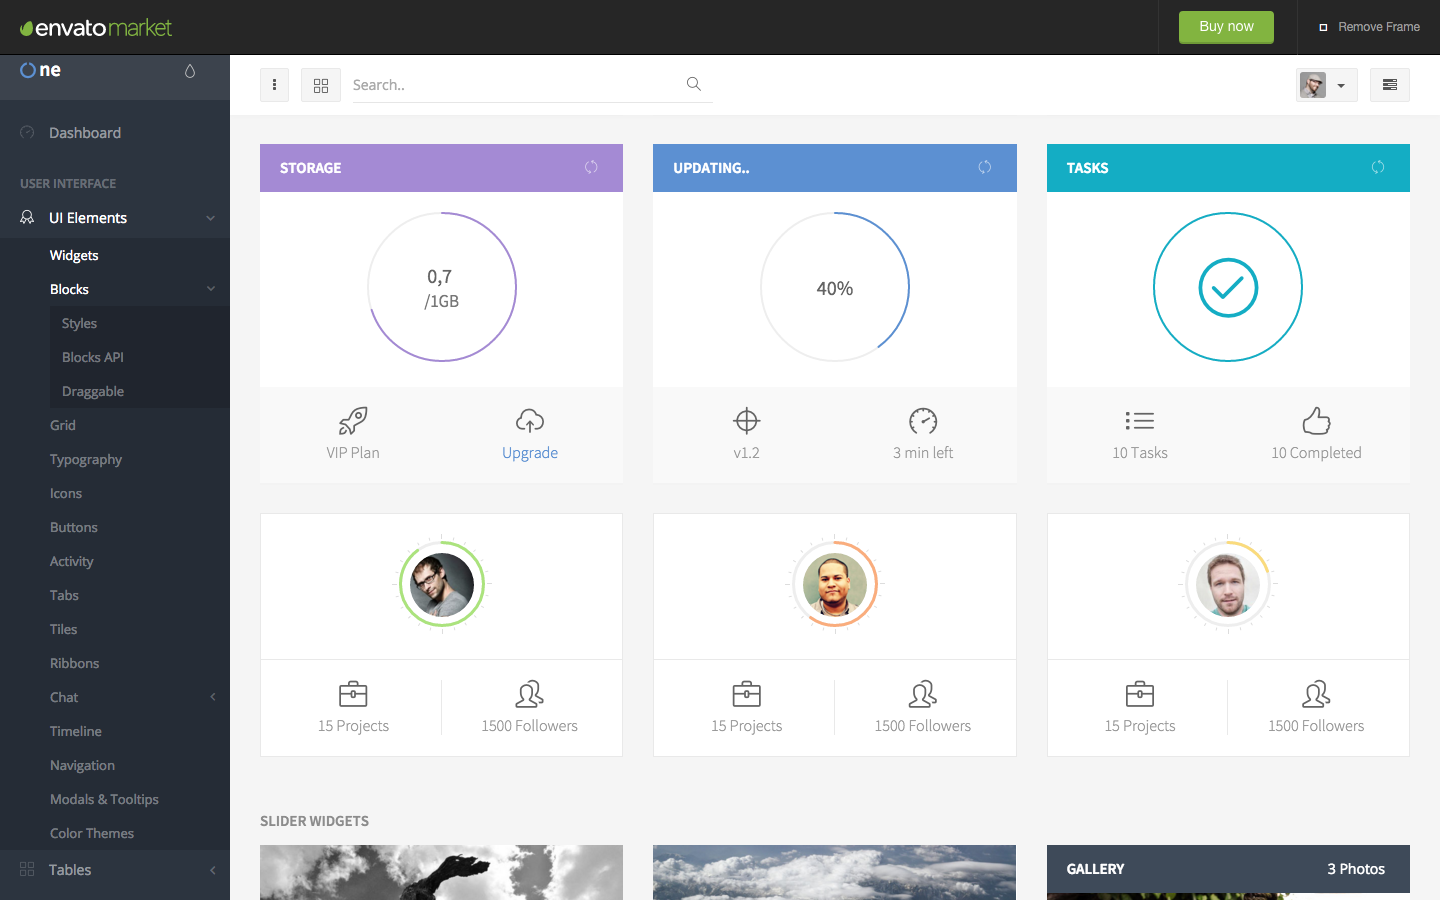 envato market
Buy now
Remove Frame
One
Search..
Dashboard
USER INTERFACE
UI Elements
Widgets
Blocks
Styles
Blocks API
Draggable
Grid
Typography
Icons
Buttons
Activity
Tabs
Tiles
Ribbons
Chat
Timeline
Navigation
Modals & Tooltips
Color Themes
Tables
STORAGE
0,7
/1GB
VIP Plan
Upgrade
UPDATING..
40%
v1.2
3 min left
TASKS
10 Tasks
10 Completed
15 Projects
1500 Followers
15 Projects
1500 Followers
15 Projects
1500 Followers
SLIDER WIDGETS
GALLERY
3 Photos